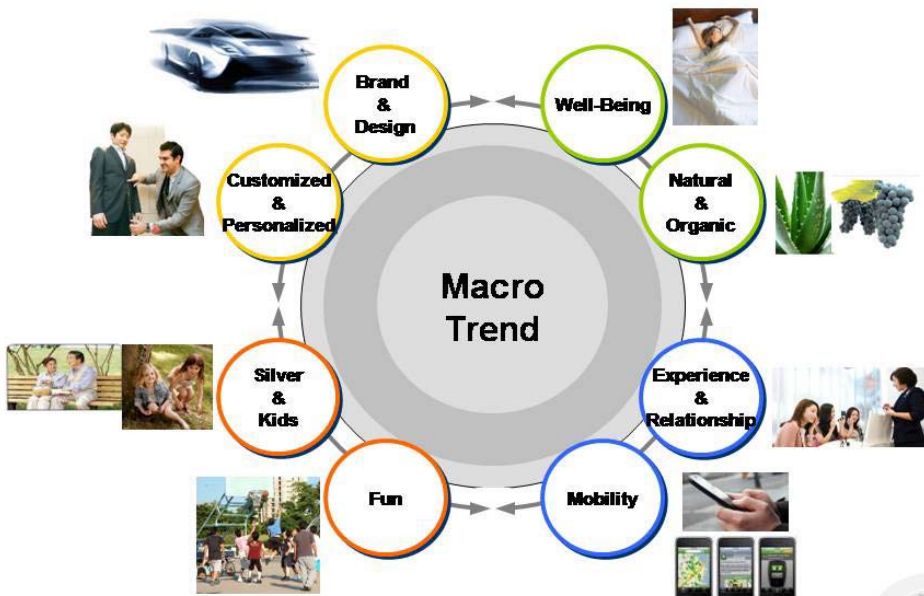 Brand
&
Design
Well-Being
Customized
&
Personalized
Natural
&
Organic
Macro
Trend
Silver
&
Kids
Experience
&
Relationship
Fun
Mobility